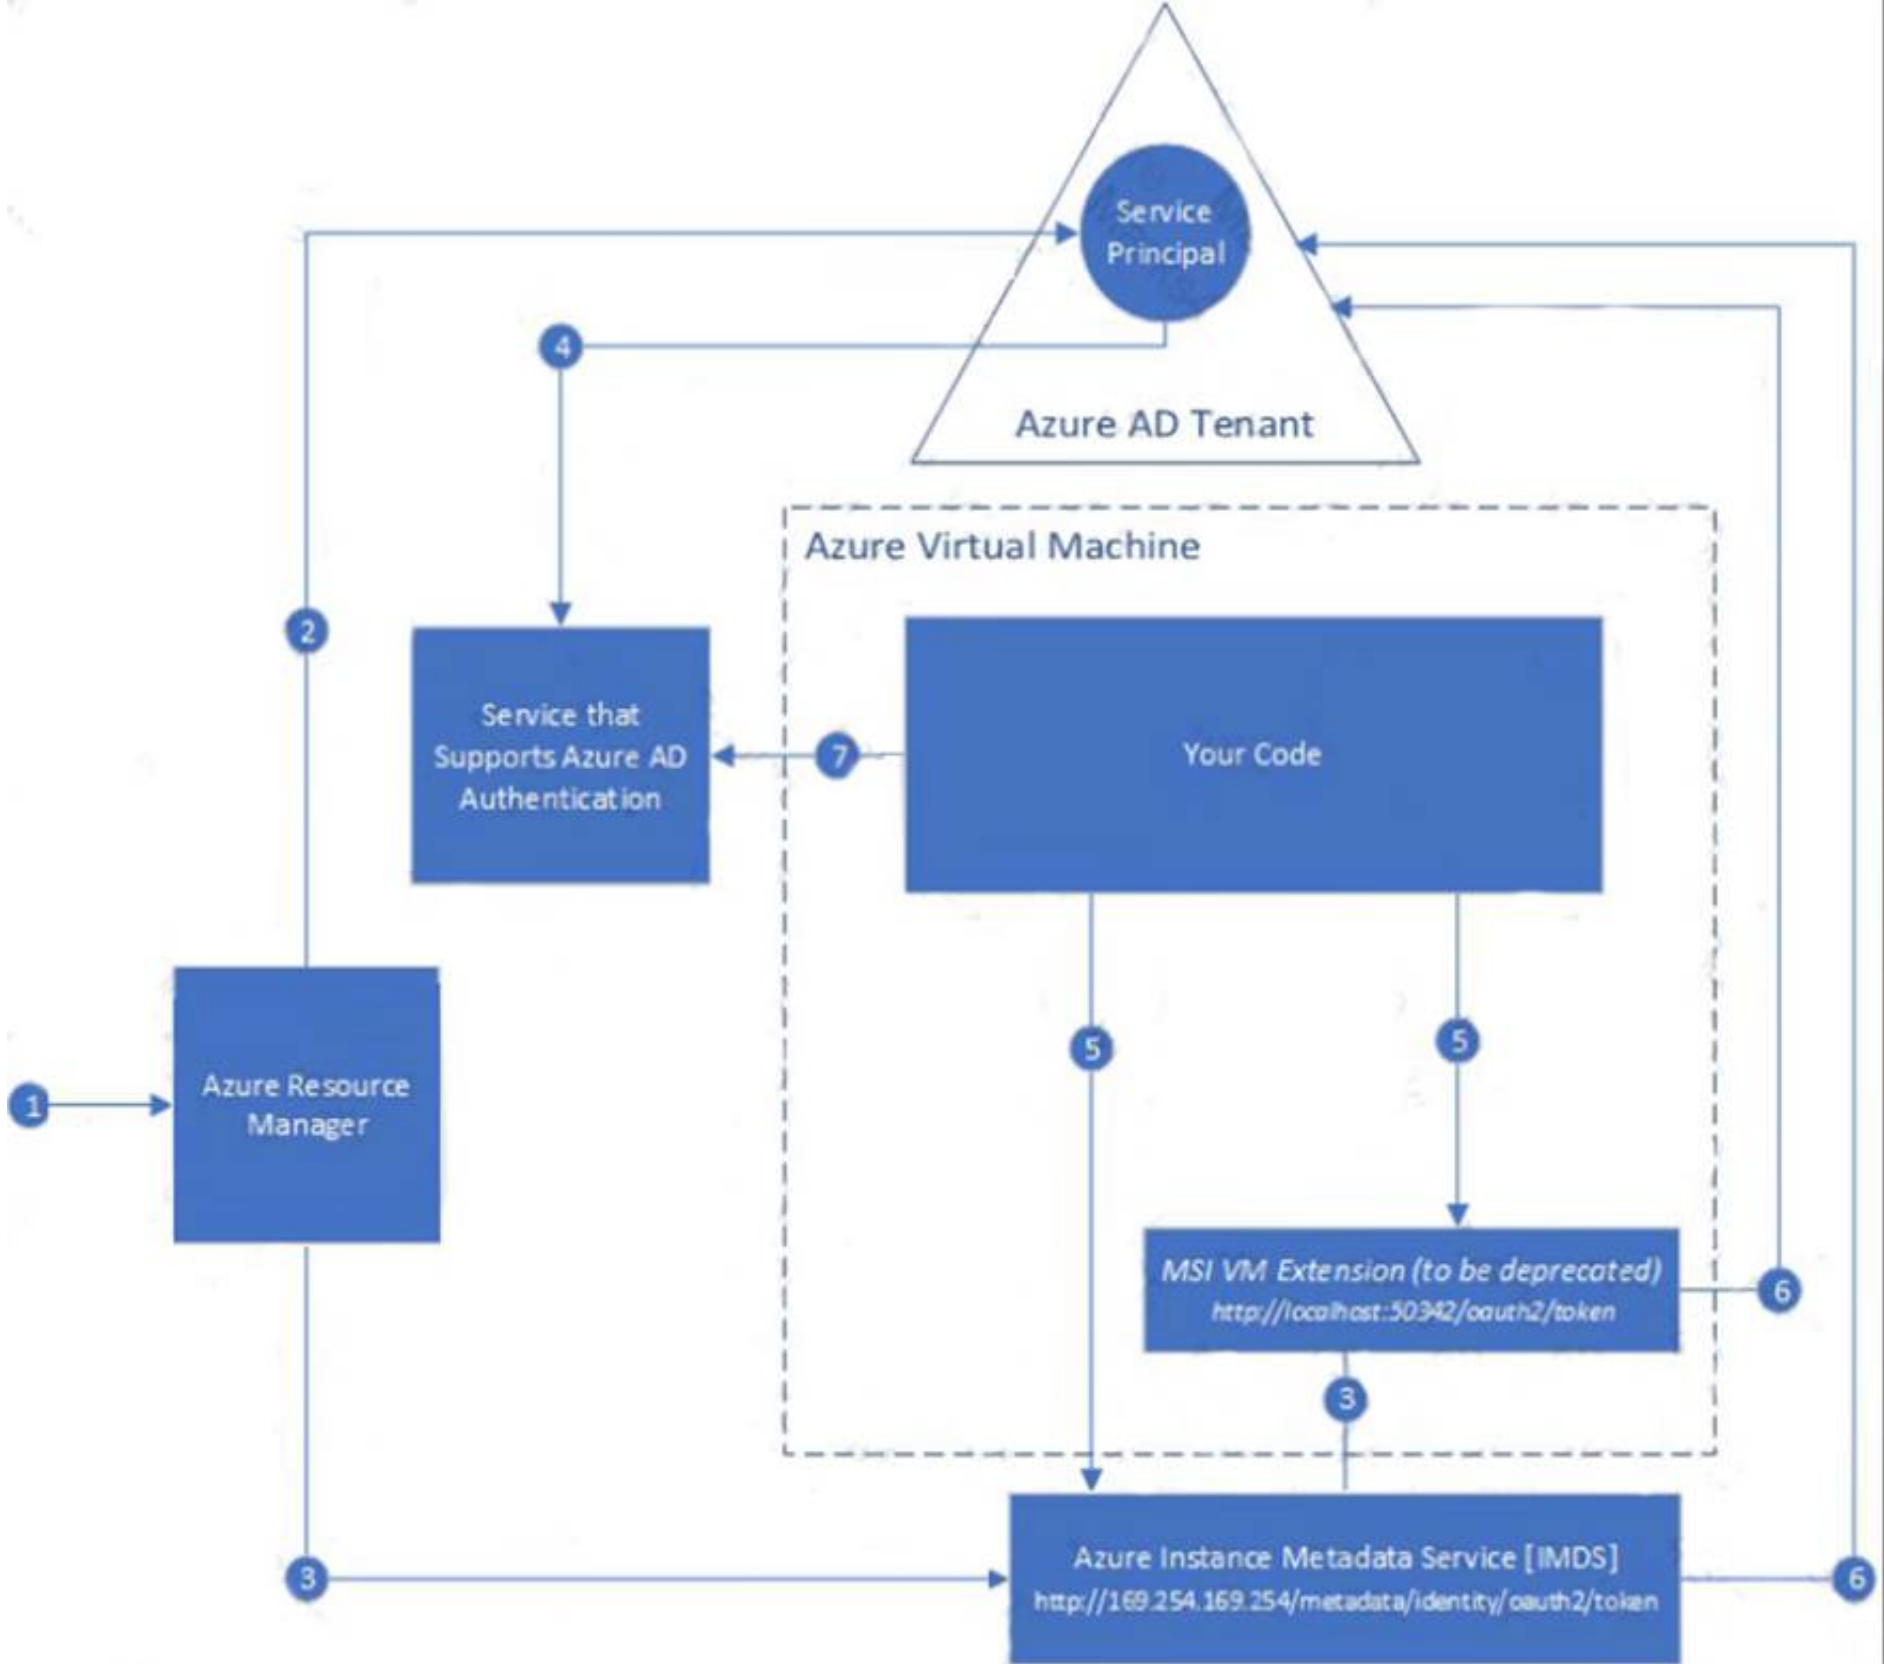 Service
Principal
4
Azure AD Tenant
Azure Virtual Machine
2
Service that
Supports Azure AD
Authentication
7
Your Code
1
Azure Resource
Manager
5
5
MSI VM Extension (to be deprecated)
http://localhost:50342/oauth2/token
6
3
3
Azure Instance Metadata Service [IMDS]
http://169.254.169.254/metadata/identity/oauth2/token
6